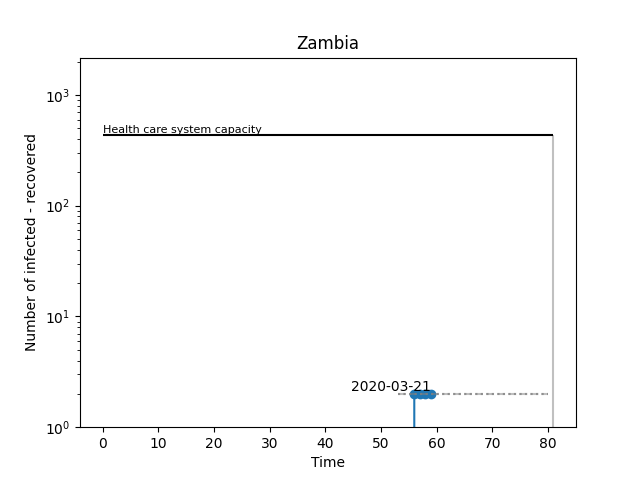 Zambia
Number of infected - recovered
10³
Health care system capacity
10²
10¹
2020-03-21
10⁰
0 10 20 30 40 50 60 70 80
Time